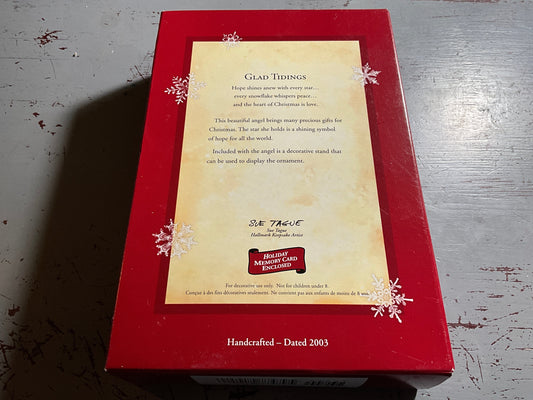 GLAD TIDINGS
Hope shines anew with every star…
every snowflake whispers peace…
and the heart of Christmas is love.
This beautiful angel brings many precious gifts for
Christmas. The star she holds is a shining symbol
of hope for all the world.
Included with the angel is a decorative stand that
can be used to display the ornament.
SUE TAGUE
Sue Tague
Hallmark Keepsake Artist
HOLIDAY
MEMORY CARD
ENCLOSED
For decorative use only. Not for children under 8.
Conçue à des fins décoratives seulement. Ne convient pas aux enfants de moins de 8 ans.
Handcrafted – Dated 2003